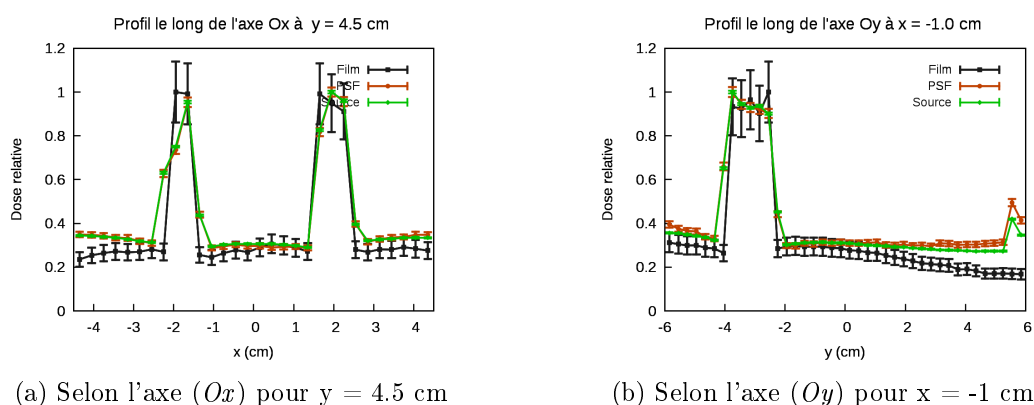 Profil le long de l'axe Ox à y = 4.5 cm
1.2
1
0.8
0.6
0.4
0.2
0
Dose relative
Film
PSF
Source
-4 -3 -2 -1 0 1 2 3 4
x (cm)
(a) Selon l'axe (Ox) pour y = 4.5 cm
Profil le long de l'axe Oy à x = -1.0 cm
1.2
1
0.8
0.6
0.4
0.2
0
Dose relative
Film
PSF
Source
-6 -4 -2 0 2 4 6
y (cm)
(b) Selon l'axe (Oy) pour x = -1 cm